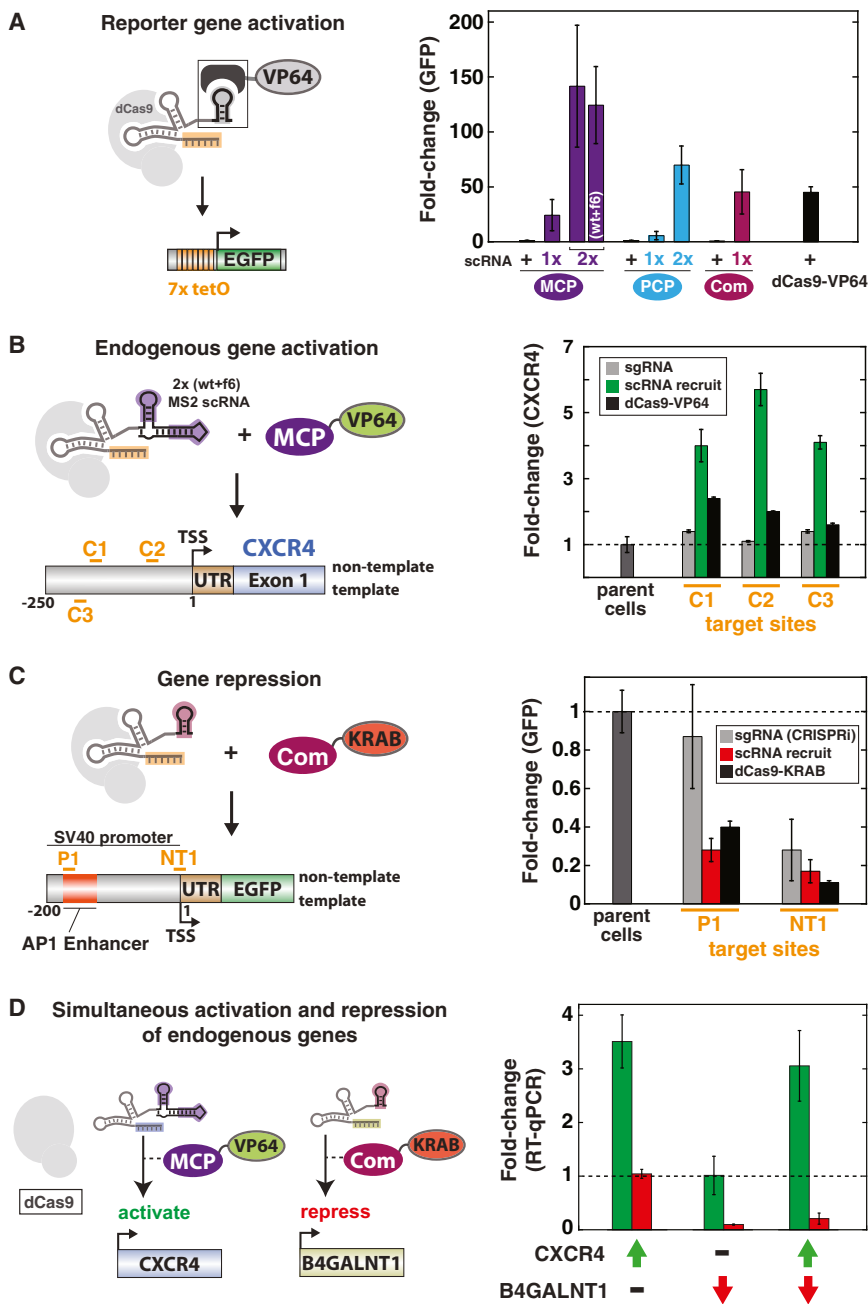 A Reporter gene activation
dCas9
VP64
EGFP
7x tetO
Fold-change (GFP)
200
150
100
50
0
(wt+f6)
scRNA + 1x 2x + 1x 2x + 1x +
MCP PCP Com dCas9-VP64
B Endogenous gene activation
2x (wt+f6)
MS2 scRNA
+ MCP VP64
C1 C2 TSS CXCR4
UTR Exon 1
non-template
template
-250 1
C3
Fold-change (CXCR4)
7
5
3
1
sgRNA
scRNA recruit
dCas9-VP64
parent
cells
C1 C2 C3
target sites
C Gene repression
+ Com KRAB
SV40 promoter
P1 NT1
UTR EGFP
non-template
template
-200 1
TSS
AP1 Enhancer
Fold-change (GFP)
1
0.8
0.6
0.4
0.2
0
sgRNA (CRISPRi)
scRNA recruit
dCas9-KRAB
parent
cells
P1 NT1
target sites
D Simultaneous activation and repression
of endogenous genes
dCas9
MCP VP64
Com KRAB
activate repress
CXCR4 B4GALNT1
Fold-change
(RT-qPCR)
4
3
2
1
0
CXCR4 -
B4GALNT1 -